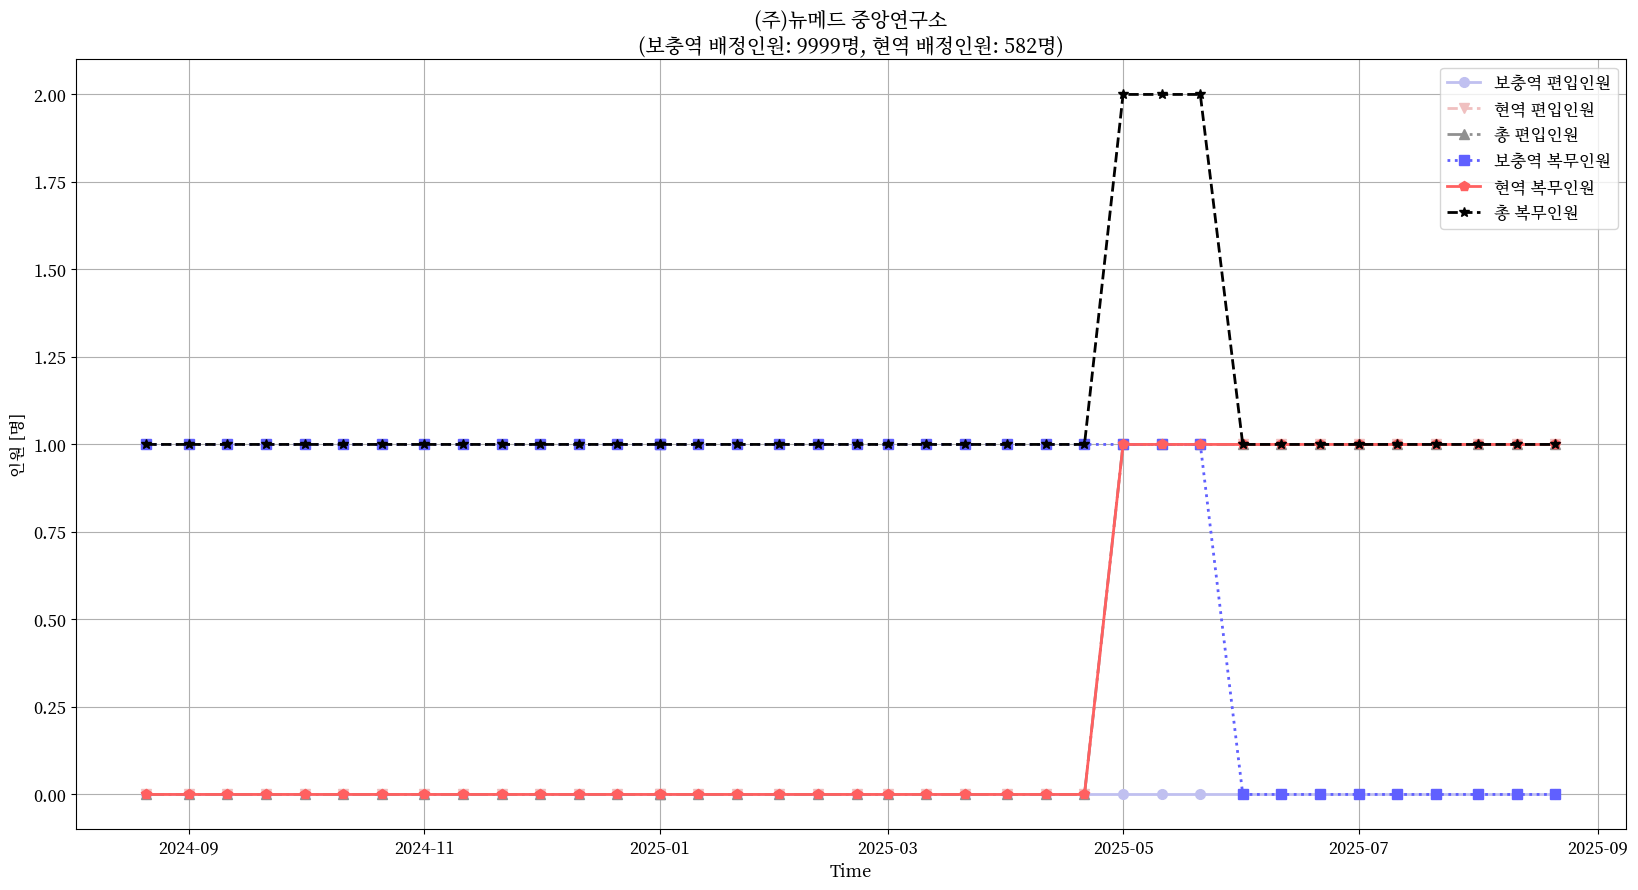 (주)뉴메드 중앙연구소
(보충역 배정인원: 9999명, 현역 배정인원: 582명)
보충역 편입인원
현역 편입인원
총 편입인원
보충역 복무인원
현역 복무인원
총 복무인원
2.00
1.75
1.50
1.25
1.00
0.75
0.50
0.25
0.00
인원 [명]
2024-09
2024-11
2025-01
2025-03
2025-05
2025-07
2025-09
Time